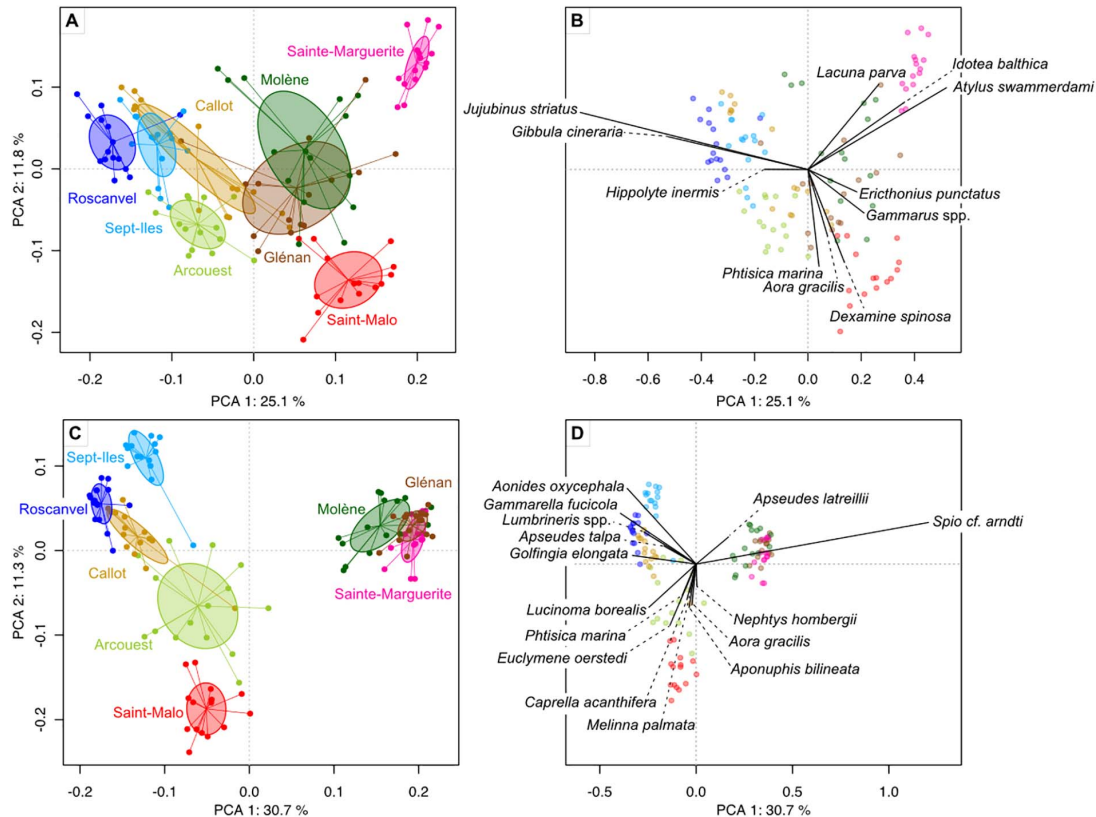 A
Sainte-Marguerite
Molène
Callot
Roscanvel
Sept-Iles
Arcouest
Glénan
Saint-Malo
0.1
0.0
-0.1
-0.2
PCA 2: 11.8 %
-0.2 -0.1 0.0 0.1 0.2
PCA 1: 25.1 %
B
Lacuna parva
Idotea balthica
Atylus swammerdami
Jujubinus striatus
Gibbula cineraria
Hippolyte inermis
Ericthonius punctatus
Gammarus spp.
Phtisica marina
Aora gracilis
Dexamine spinosa
-0.8 -0.6 -0.4 -0.2 0.0 0.2 0.4
PCA 1: 25.1 %
C
Sept-Iles
Roscanvel
Callot
Arcouest
Saint-Malo
Molène
Glénan
Sainte-Marguerite
0.1
0.0
-0.1
-0.2
PCA 2: 11.3 %
-0.2 -0.1 0.0 0.1 0.2
PCA 1: 30.7 %
D
Aonides oxycephala
Gammarella fucicola
Lumbrineris spp.
Apseudes talpa
Golfingia elongata
Apseudes latreillii
Spio cf. arndti
Lucinoma borealis
Phtisica marina
Euclymene oerstedi
Caprella acanthifera
Melinna palmata
Nephtys hombergii
Aora gracilis
Aponuphis bilineata
-0.5 0.0 0.5 1.0
PCA 1: 30.7 %